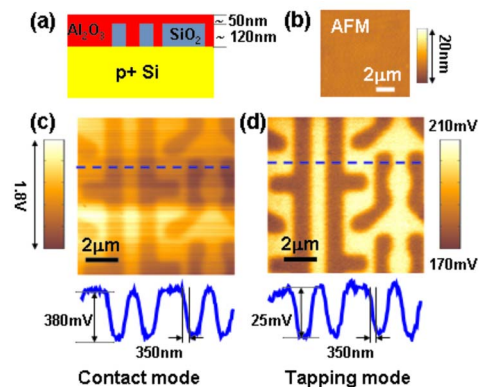 (a)
Al2O3
SiO2
~ 50nm
~ 120nm
p+ Si
(b)
AFM
2μm
20nm
(c)
1.8V
2μm
(d)
2μm
210mV
170mV
380mV
350nm
25mV
350nm
Contact mode
Tapping mode